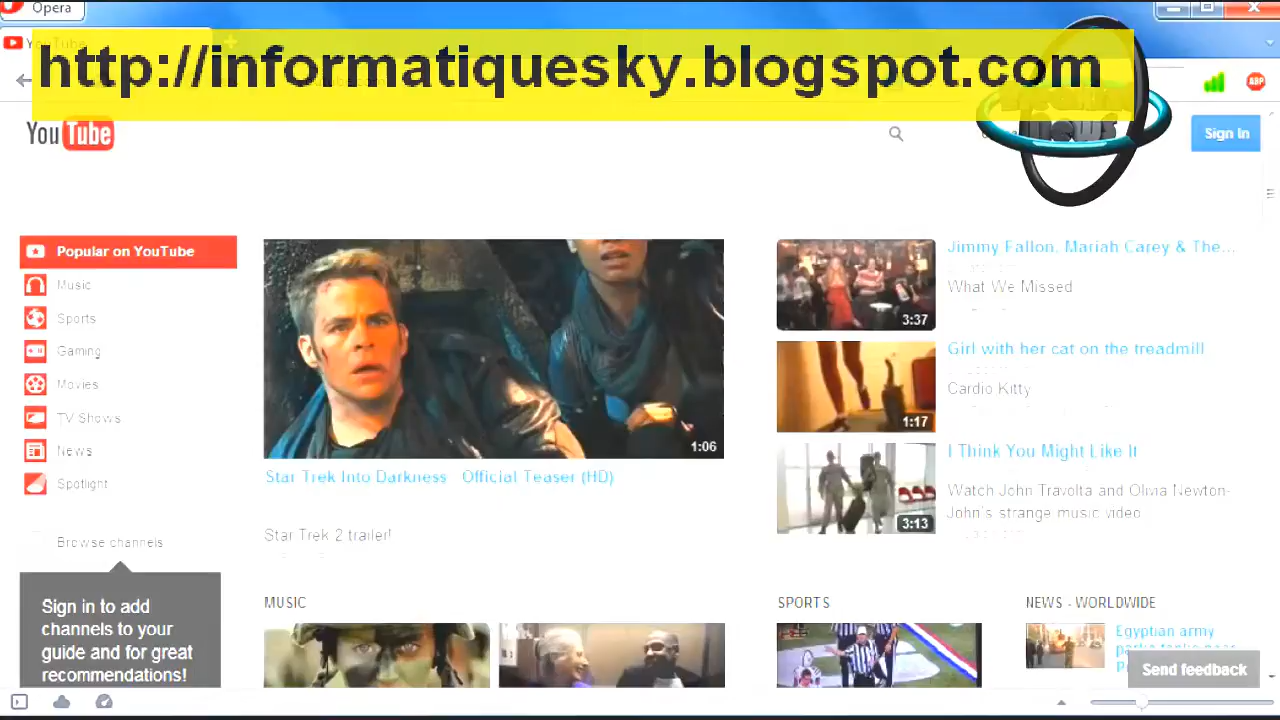 Opera
YouTube
http://informatiquesky.blogspot.com
ABP
YouTube
Sign In
Popular on YouTube
Music
Sports
Gaming
Movies
TV Shows
News
Spotlight
Browse channels
Sign in to add
channels to your
guide and for great
recommendations!
1:06
Star Trek Into Darkness Official Teaser (HD)
Star Trek 2 trailer!
3:37
Jimmy Fallon, Mariah Carey & The...
What We Missed
1:17
Girl with her cat on the treadmill
Cardio Kitty
3:13
I Think You Might Like It
Watch John Travolta and Olivia Newton-
John's strange music video
MUSIC
SPORTS
NEWS - WORLDWIDE
Egyptian army
Send feedback